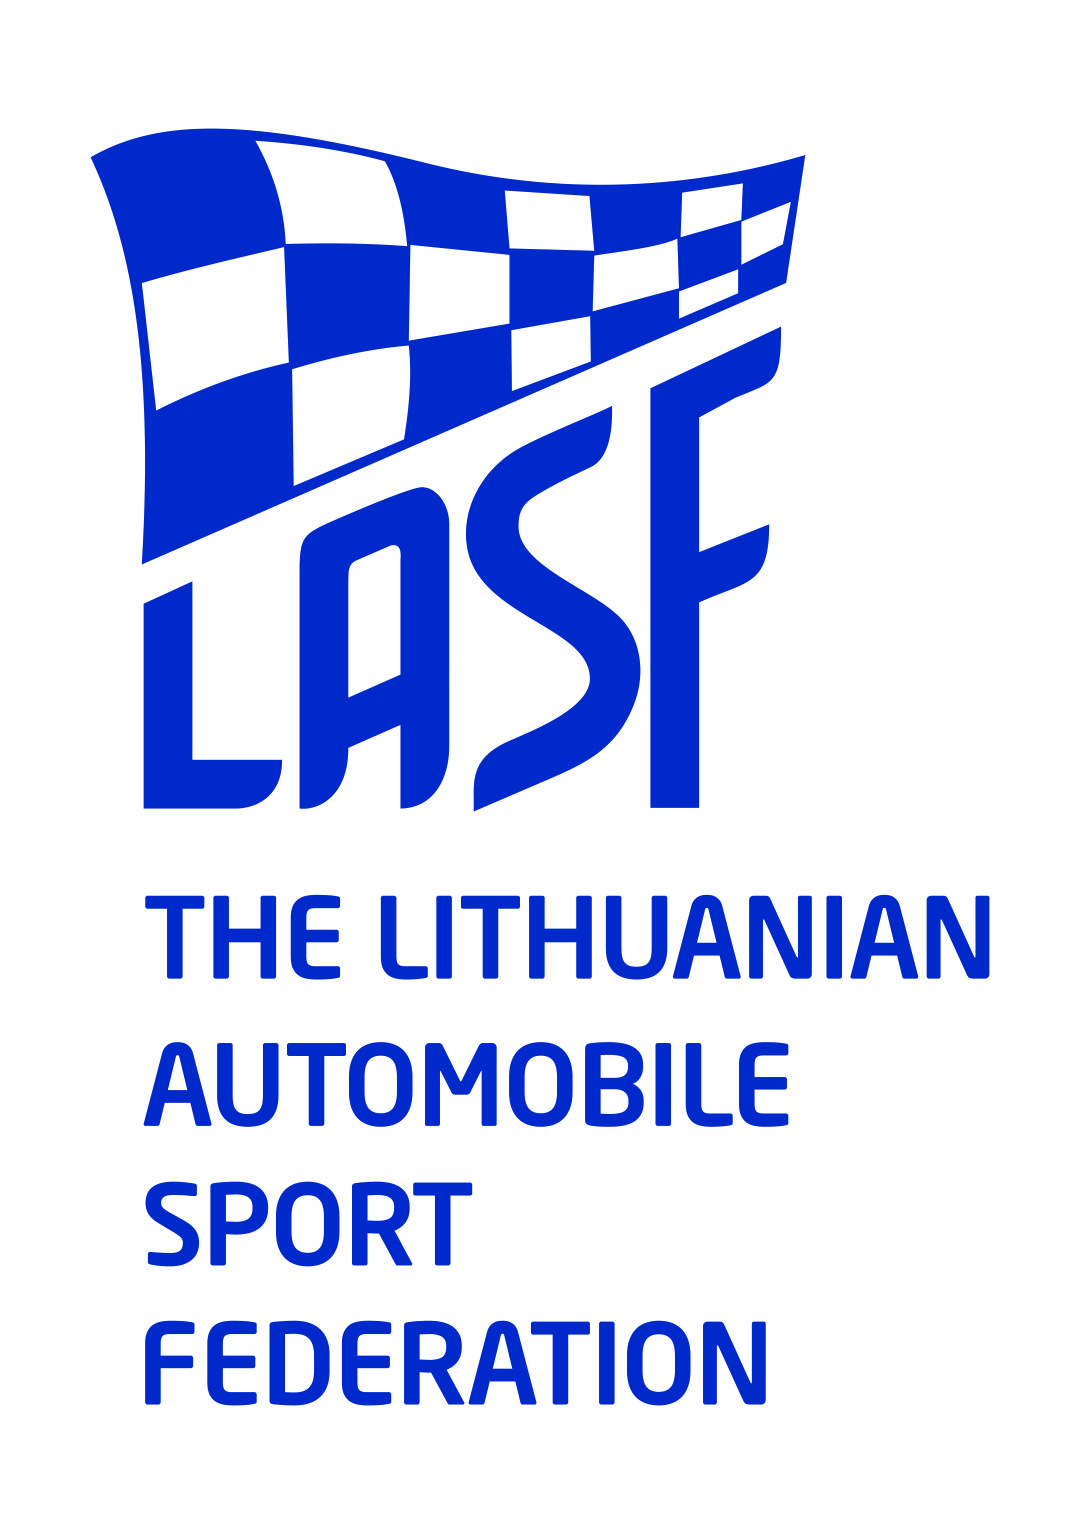 LASF
THE LITHUANIAN
AUTOMOBILE
SPORT
FEDERATION